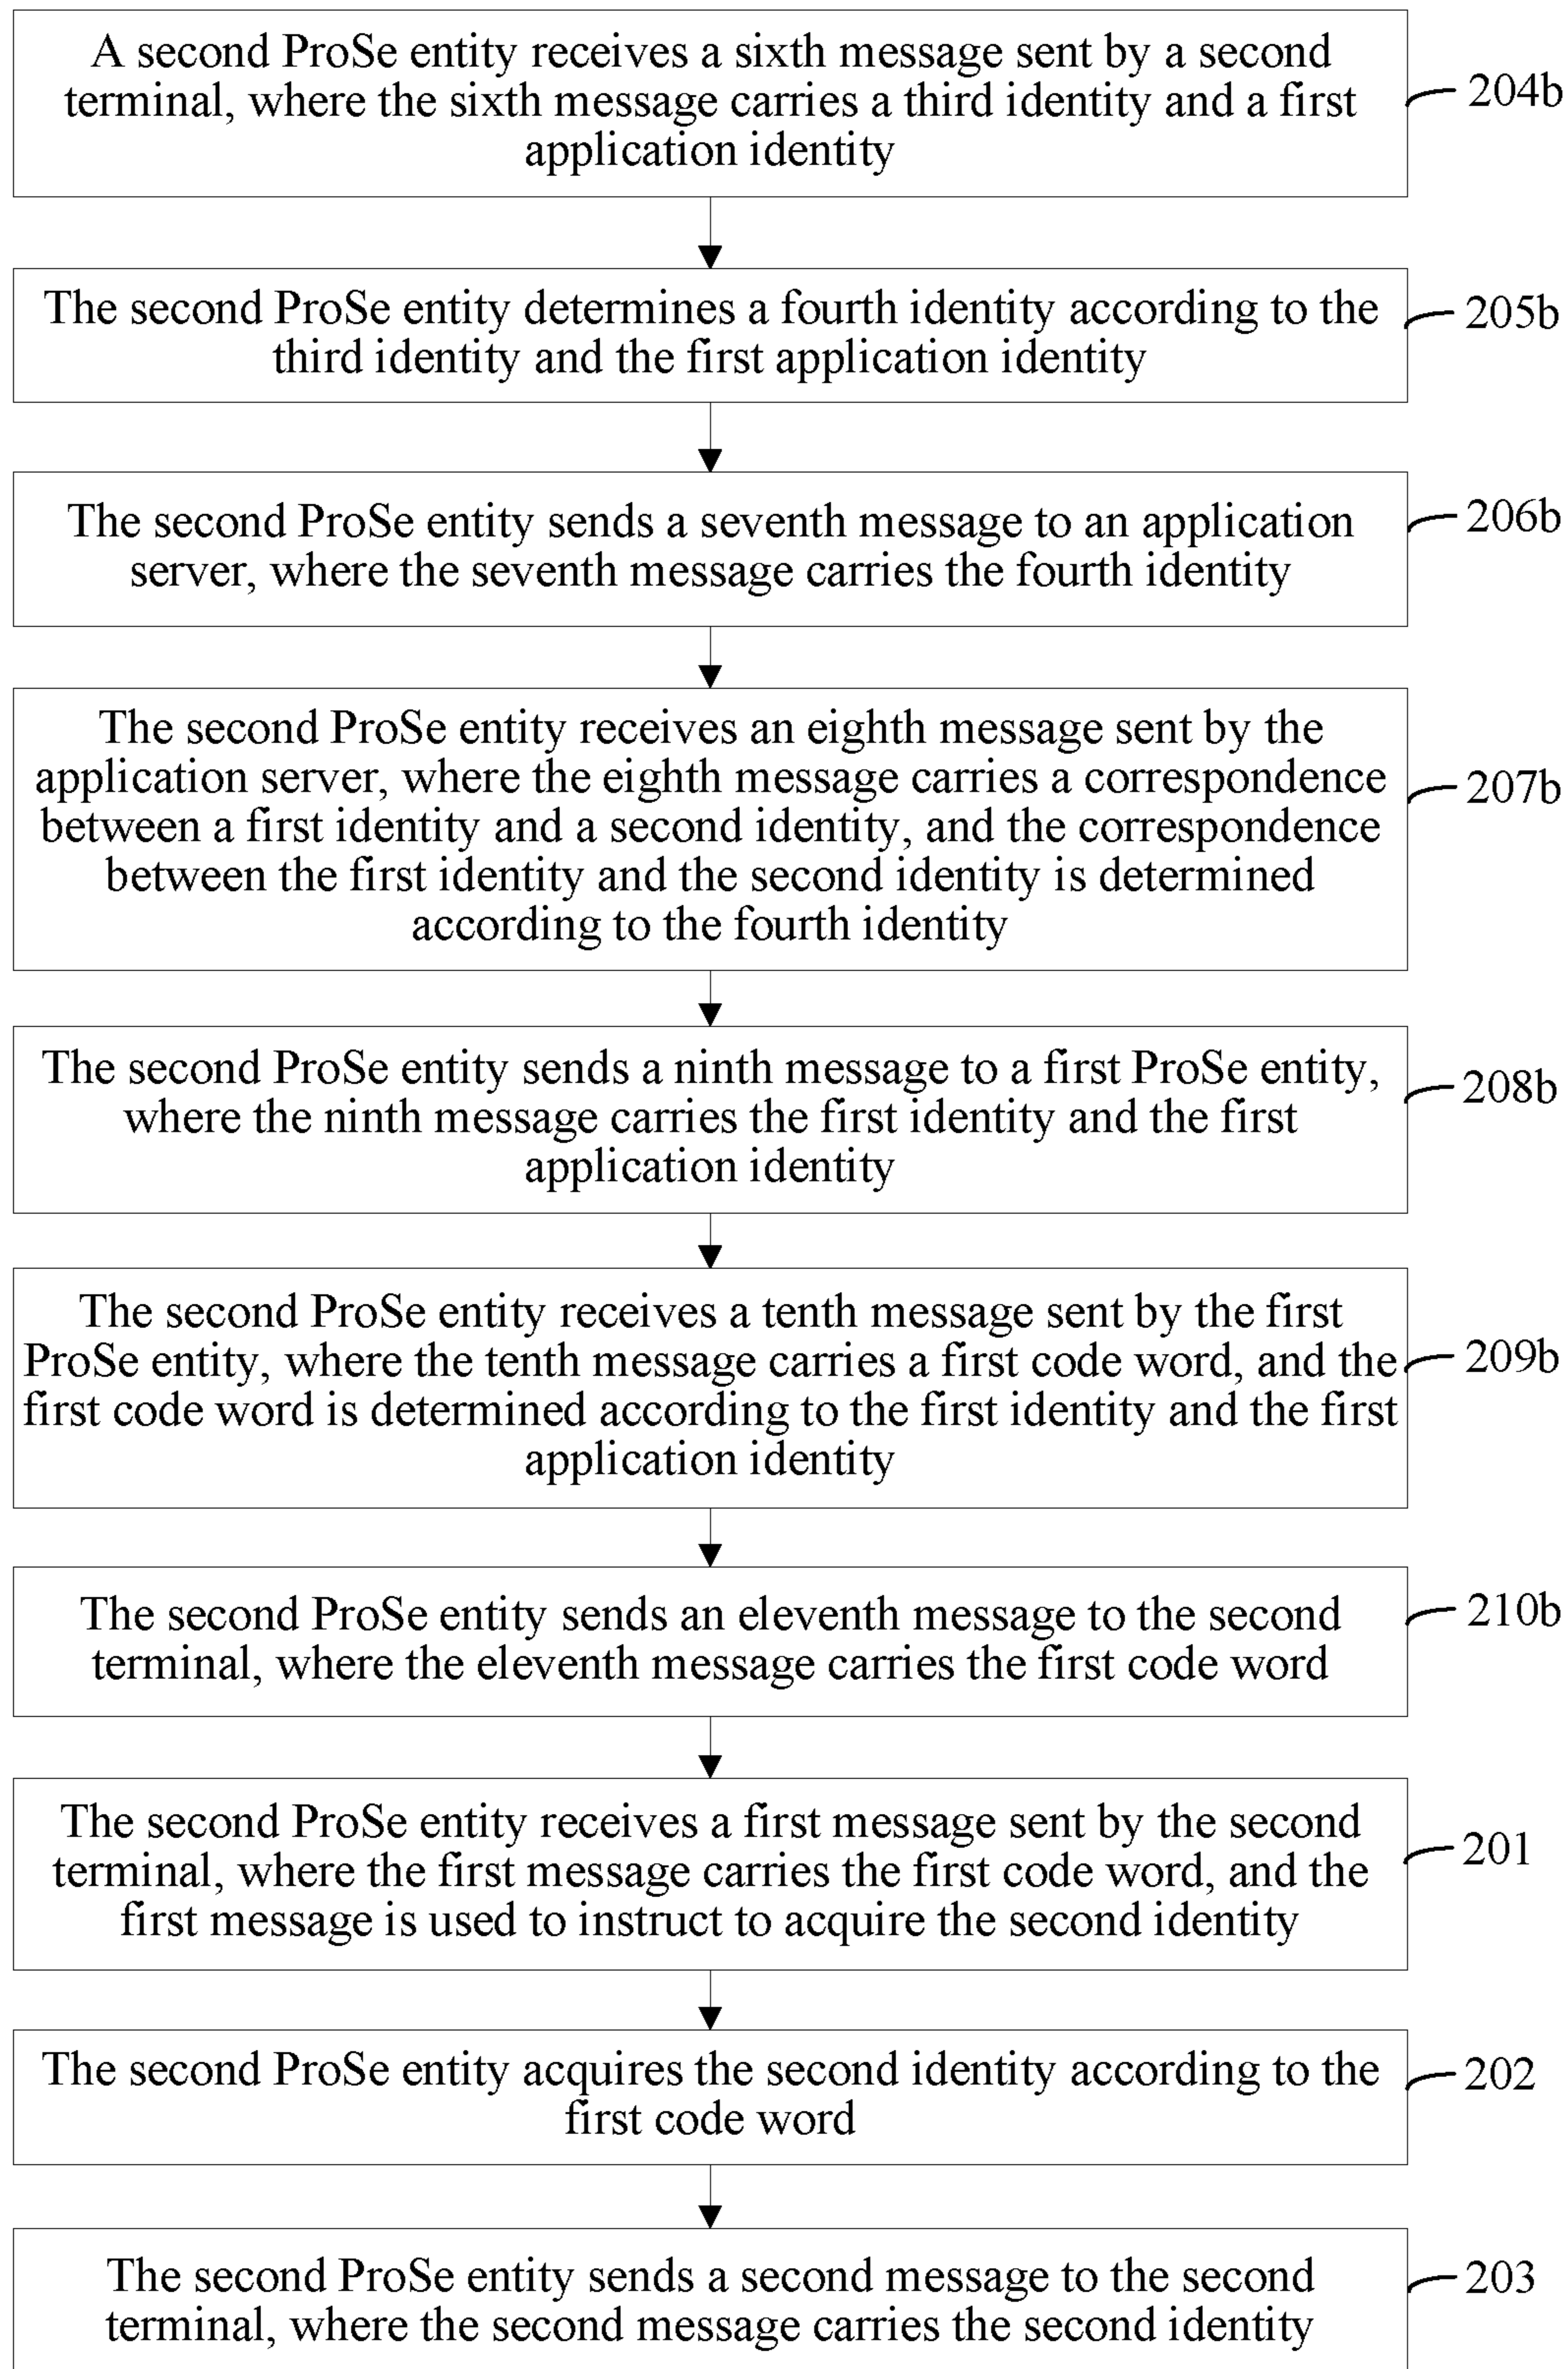 A second ProSe entity receives a sixth message sent by a second
terminal, where the sixth message carries a third identity and a first
application identity
204b
The second ProSe entity determines a fourth identity according to the
third identity and the first application identity
205b
The second ProSe entity sends a seventh message to an application
server, where the seventh message carries the fourth identity
206b
The second ProSe entity receives an eighth message sent by the
application server, where the eighth message carries a correspondence
between a first identity and a second identity, and the correspondence
between the first identity and the second identity is determined
according to the fourth identity
207b
The second ProSe entity sends a ninth message to a first ProSe entity,
where the ninth message carries the first identity and the first
application identity
208b
The second ProSe entity receives a tenth message sent by the first
ProSe entity, where the tenth message carries a first code word, and the
first code word is determined according to the first identity and the first
application identity
209b
The second ProSe entity sends an eleventh message to the second
terminal, where the eleventh message carries the first code word
210b
The second ProSe entity receives a first message sent by the second
terminal, where the first message carries the first code word, and the
first message is used to instruct to acquire the second identity
201
The second ProSe entity acquires the second identity according to the
first code word
202
The second ProSe entity sends a second message to the second
terminal, where the second message carries the second identity
203